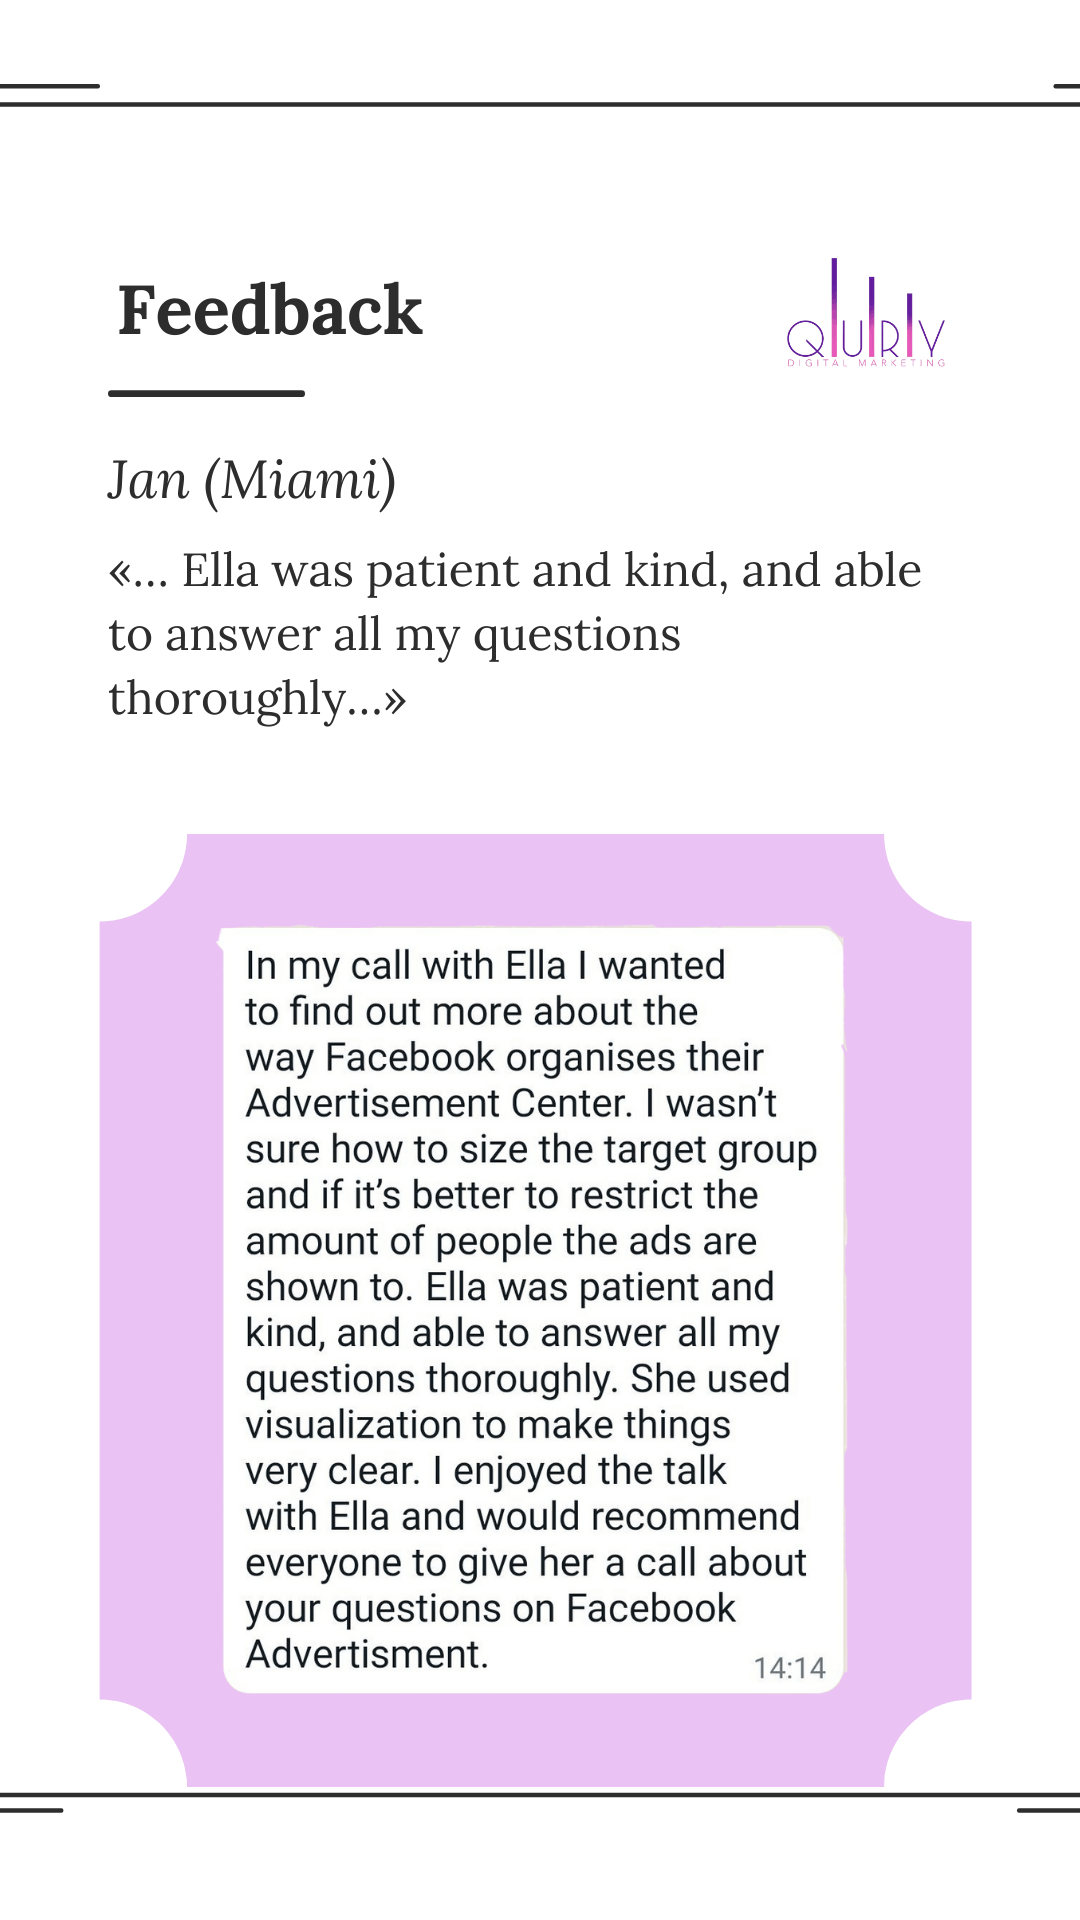 Feedback
QURLY
DIGITAL MARKETING
Jan (Miami)
«... Ella was patient and kind, and able
to answer all my questions
thoroughly...»
In my call with Ella I wanted
to find out more about the
way Facebook organises their
Advertisement Center. I wasn’t
sure how to size the target group
and if it’s better to restrict the
amount of people the ads are
shown to. Ella was patient and
kind, and able to answer all my
questions thoroughly. She used
visualization to make things
very clear. I enjoyed the talk
with Ella and would recommend
everyone to give her a call about
your questions on Facebook
Advertisment.
14:14